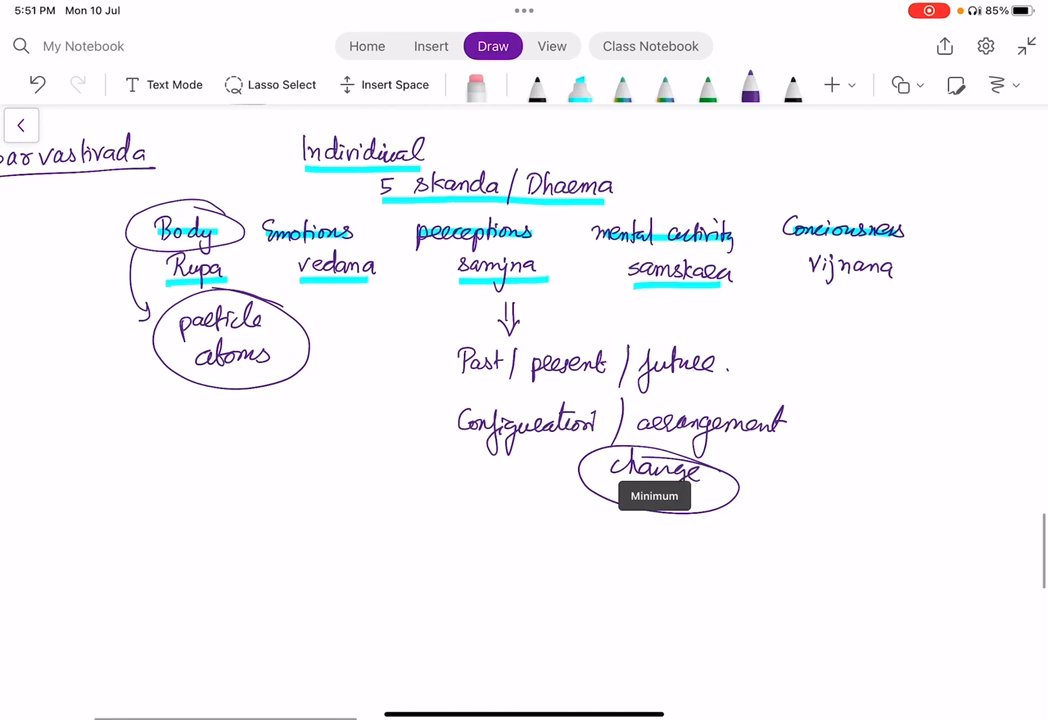 5:51 PM Mon 10 Jul
85%
My Notebook
Home Insert Draw View Class Notebook
Text Mode Lasso Select Insert Space
arvastivada
Individual
5 skanda / Dharma
Body Emotions perceptions mental activity Conciousness
Rupa vedana samjna samskara Vijnana
particle
atoms
Past / present / future.
Configuration / arrangement
change
Minimum